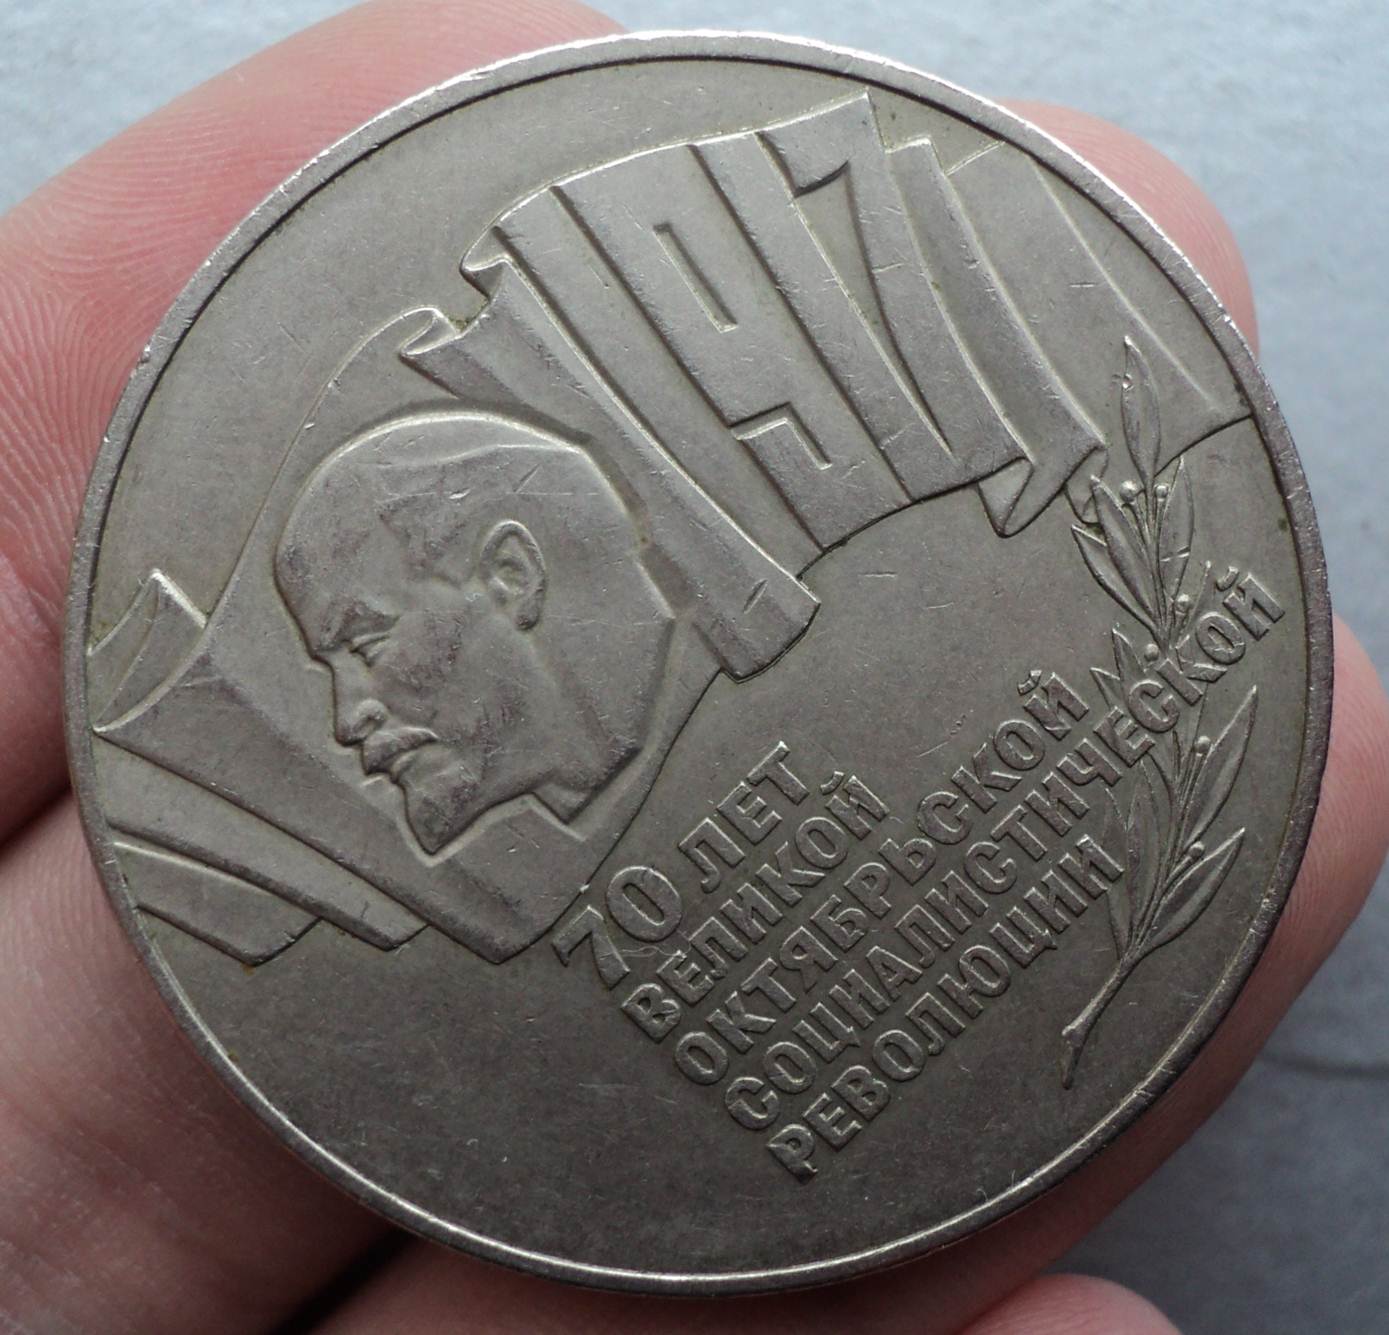 1917
70 ЛЕТ
ВЕЛИКОЙ
ОКТЯБРЬСКОЙ
СОЦИАЛИСТИЧЕСКОЙ
РЕВОЛЮЦИИ